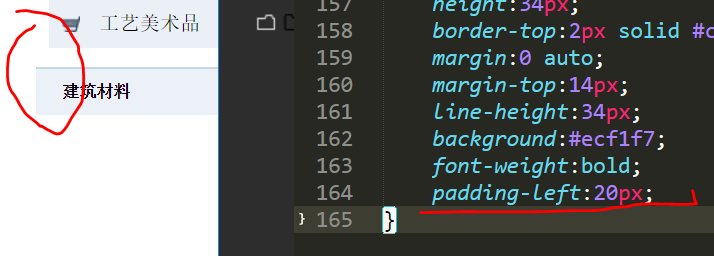 工艺美术品
建筑材料
157 height:34px;
158 border-top:2px solid #c
159 margin:0 auto;
160 margin-top:14px;
161 line-height:34px;
162 background:#ecf1f7;
163 font-weight:bold;
164 padding-left:20px;
} 165 }